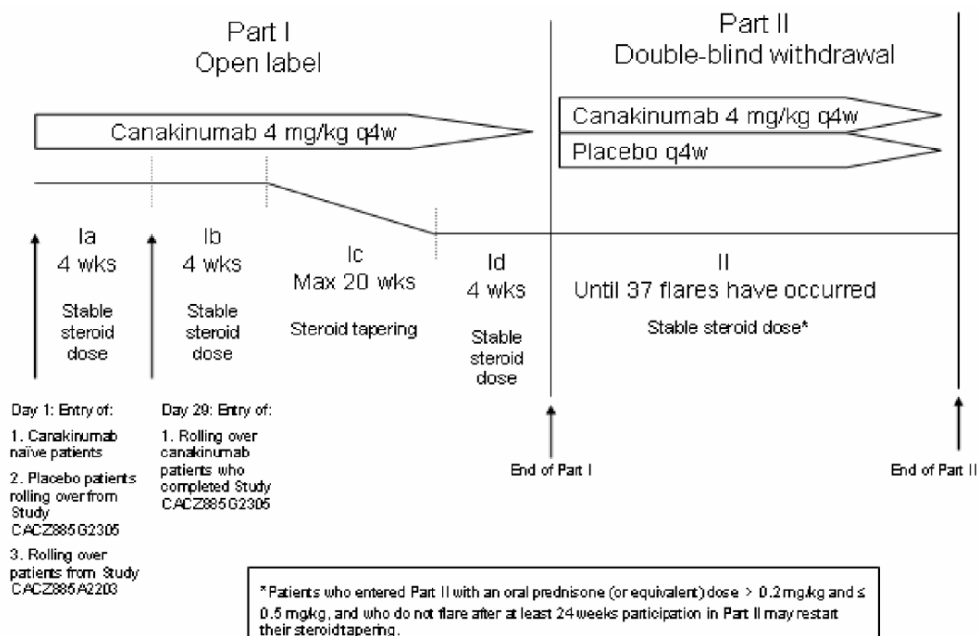 Part I
Open label
Part II
Double-blind withdrawal
Canakinumab 4 mg/kg q4w
Canakinumab 4 mg/kg q4w
Placebo q4w
Ia
4 wks
Stable
steroid
dose
Ib
4 wks
Stable
steroid
dose
Ic
Max 20 wks
Steroid tapering
Id
4 wks
Stable
steroid
dose
II
Until 37 flares have occurred
Stable steroid dose*
Day 1: Entry of:
1. Canakinumab
naïve patients
2. Placebo patients
rolling over from
Study
CACZ885G2305
3. Rolling over
patients from Study
CACZ885A2203
Day 29: Entry of:
1. Rolling over
canakinumab
patients who
completed Study
CACZ885G2305
End of Part I
End of Part II
*Patients who entered Part II with an oral prednisone (or equivalent) dose > 0.2 mg/kg and ≤
0.5 mg/kg, and who do not flare after at least 24 weeks participation in Part II may restart
their steroid tapering.